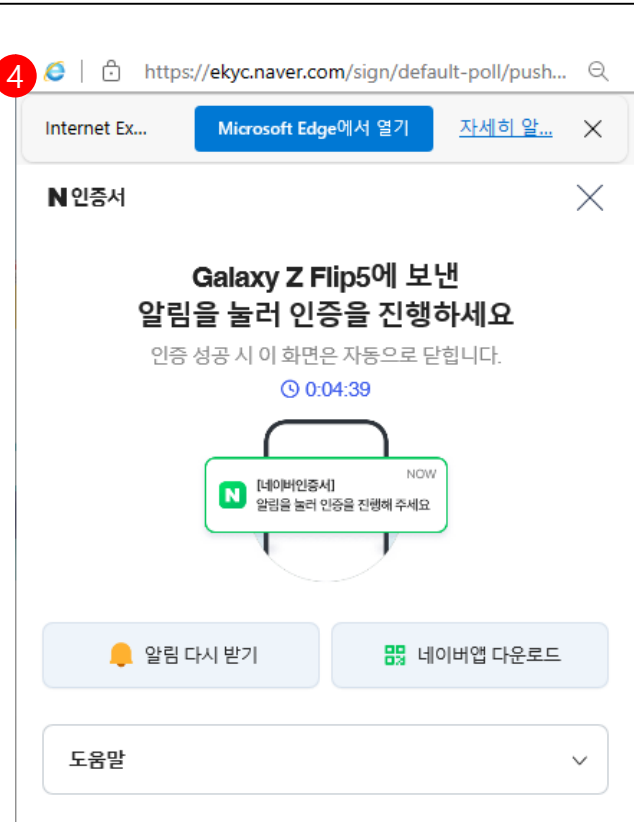 4
https://ekyc.naver.com/sign/default-poll/push...
Internet Ex...
Microsoft Edge에서 열기
자세히 알...
N인증서
Galaxy Z Flip5에 보낸
알림을 눌러 인증을 진행하세요
인증 성공 시 이 화면은 자동으로 닫힙니다.
0:04:39
NOW
N
[네이버인증서]
알림을 눌러 인증을 진행해 주세요
알림 다시 받기
네이버앱 다운로드
도움말